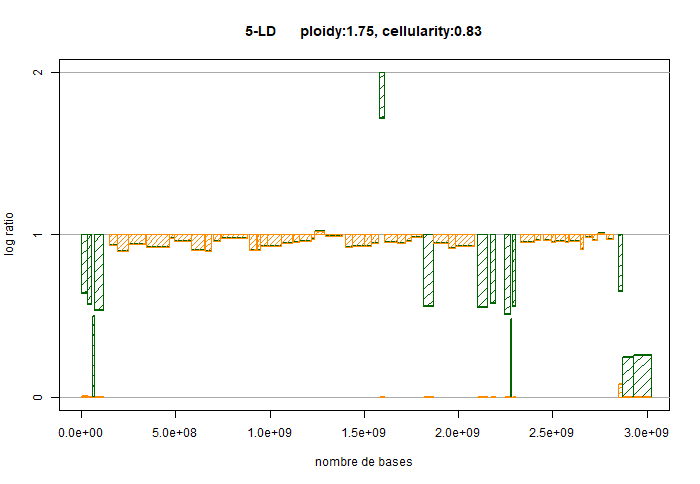 5-LD ploidy:1.75, cellularity:0.83
2
1
0
log ratio
0.0e+00 5.0e+08 1.0e+09 1.5e+09 2.0e+09 2.5e+09 3.0e+09
nombre de bases